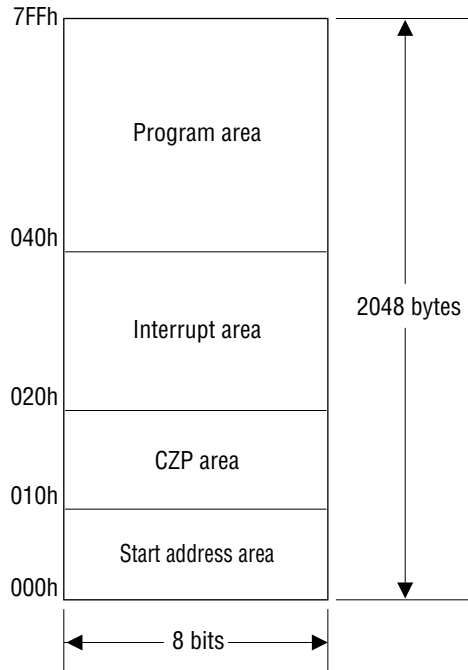 7FFh
Program area
040h
Interrupt area
2048 bytes
020h
CZP area
010h
Start address area
000h
8 bits